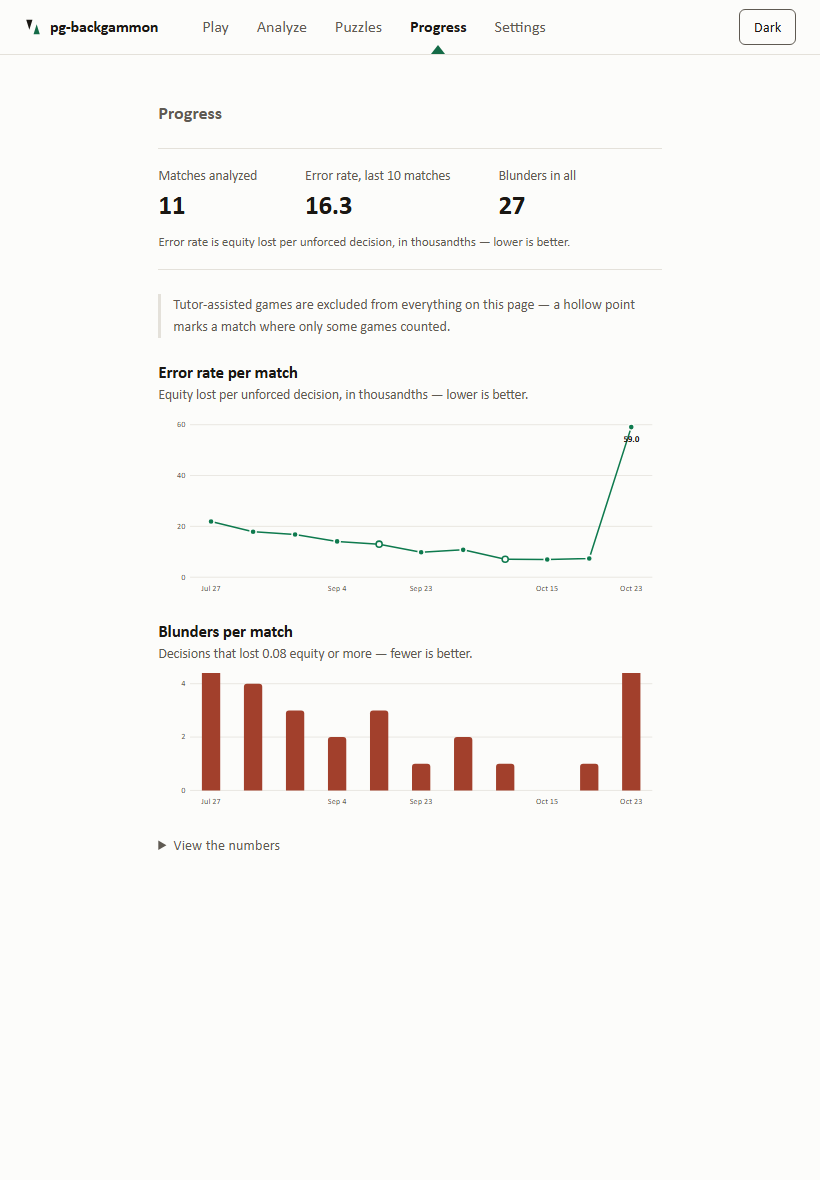 pg-backgammon Play Analyze Puzzles Progress Settings Dark
Progress
Matches analyzed Error rate, last 10 matches Blunders in all
11 16.3 27
Error rate is equity lost per unforced decision, in thousandths — lower is better.
Tutor-assisted games are excluded from everything on this page — a hollow point
marks a match where only some games counted.
Error rate per match
Equity lost per unforced decision, in thousandths — lower is better.
60
59.0
40
20
0
Jul 27 Sep 4 Sep 23 Oct 15 Oct 23
Blunders per match
Decisions that lost 0.08 equity or more — fewer is better.
4
2
0
Jul 27 Sep 4 Sep 23 Oct 15 Oct 23
View the numbers